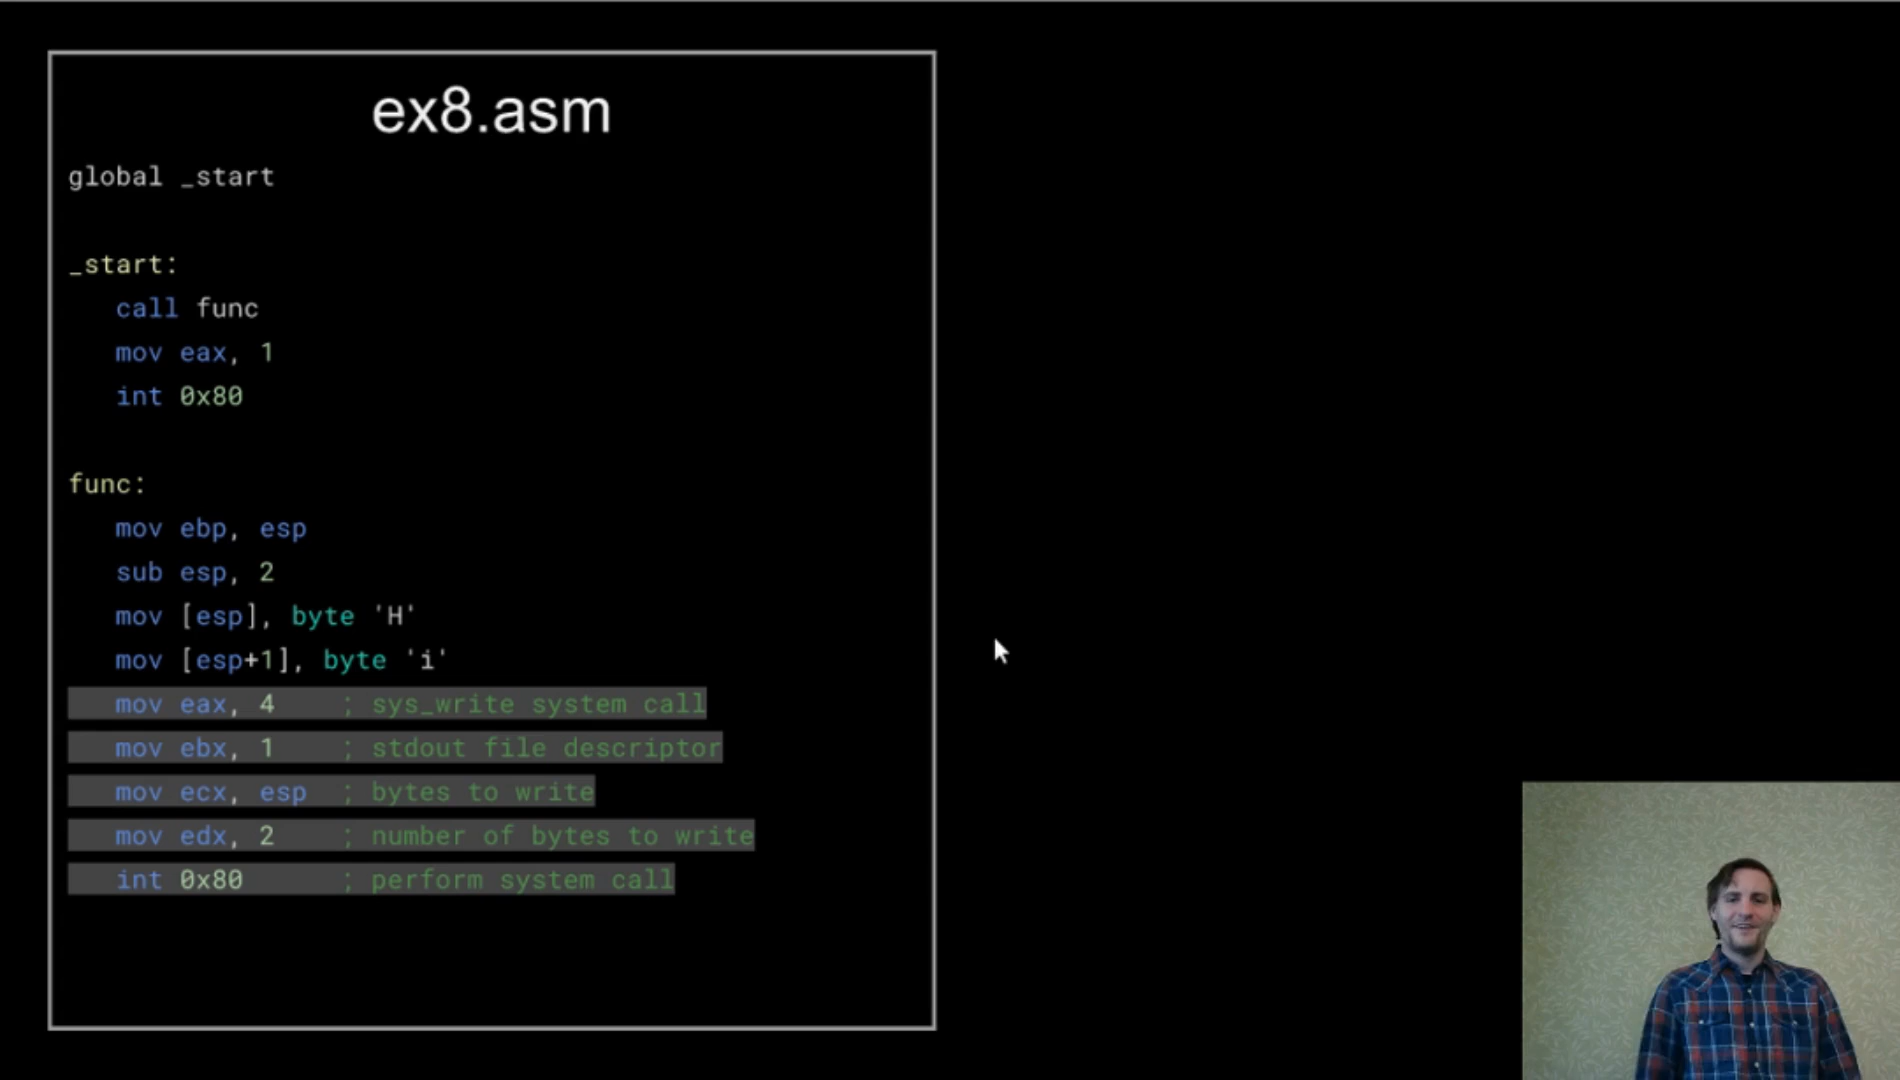 ex8.asm
global _start
_start:
call func
mov eax, 1
int 0x80
func:
mov ebp, esp
sub esp, 2
mov [esp], byte 'H'
mov [esp+1], byte 'i'
mov eax, 4 ; sys_write system call
mov ebx, 1 ; stdout file descriptor
mov ecx, esp ; bytes to write
mov edx, 2 ; number of bytes to write
int 0x80 ; perform system call